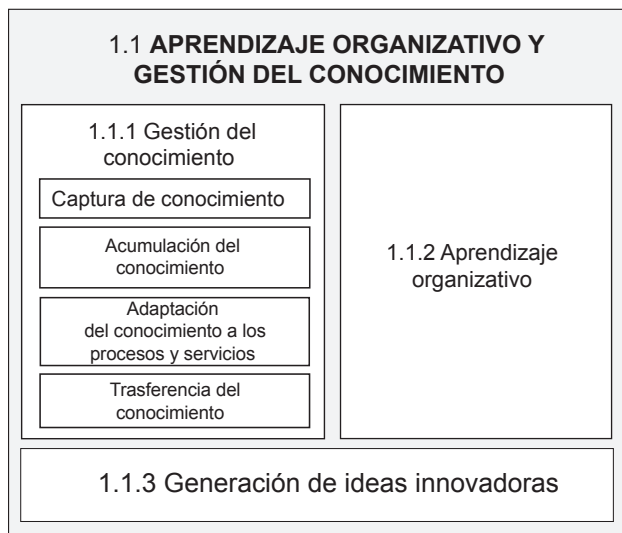 1.1 APRENDIZAJE ORGANIZATIVO Y
GESTIÓN DEL CONOCIMIENTO
1.1.1 Gestión del
conocimiento
Captura de conocimiento
Acumulación del
conocimiento
Adaptación
del conocimiento a los
procesos y servicios
Trasferencia del
conocimiento
1.1.2 Aprendizaje
organizativo
1.1.3 Generación de ideas innovadoras